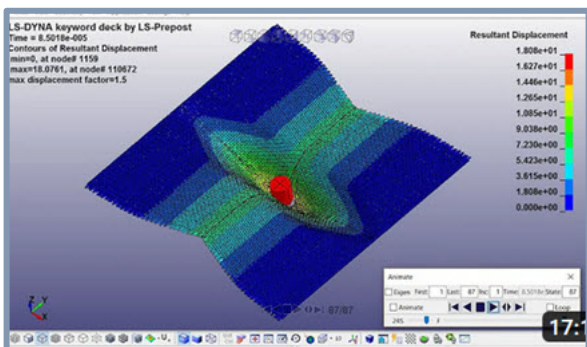 LS-DYNA keyword deck by LS-Prepost
Time = 8.5018e-005
Contours of Resultant Displacement
min=0, at node# 1159
max=18.0761, at node# 110672
max displacement factor=1.5
Resultant Displacement
1.808e+01
1.627e+01
1.446e+01
1.265e+01
1.085e+01
9.038e+00
7.230e+00
5.423e+00
3.615e+00
1.808e+00
0.000e+00
Z Y
X
87/87
Animate
Eigen First: 1 Last: 87 Inc: 1 Time: 8.5018e State: 87
Animate Loop
24S
17:1